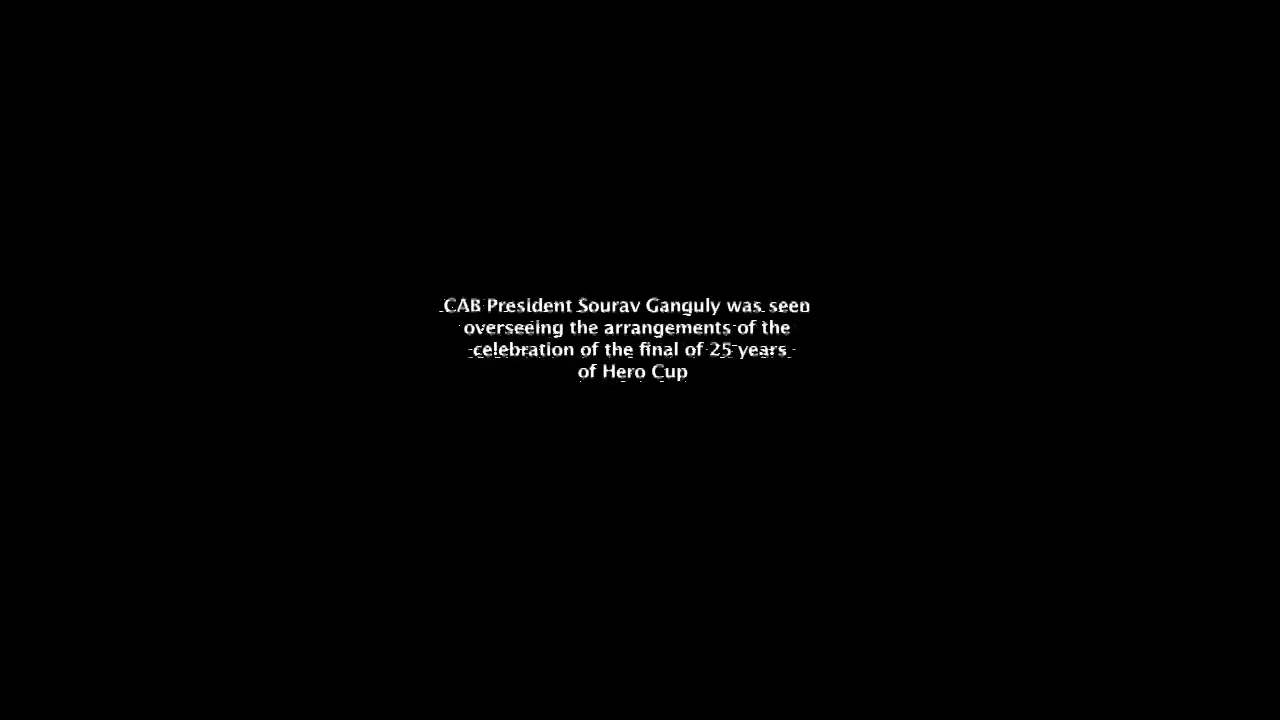 CAB President Sourav Ganguly was seen
overseeing the arrangements of the
celebration of the final of 25 years
of Hero Cup